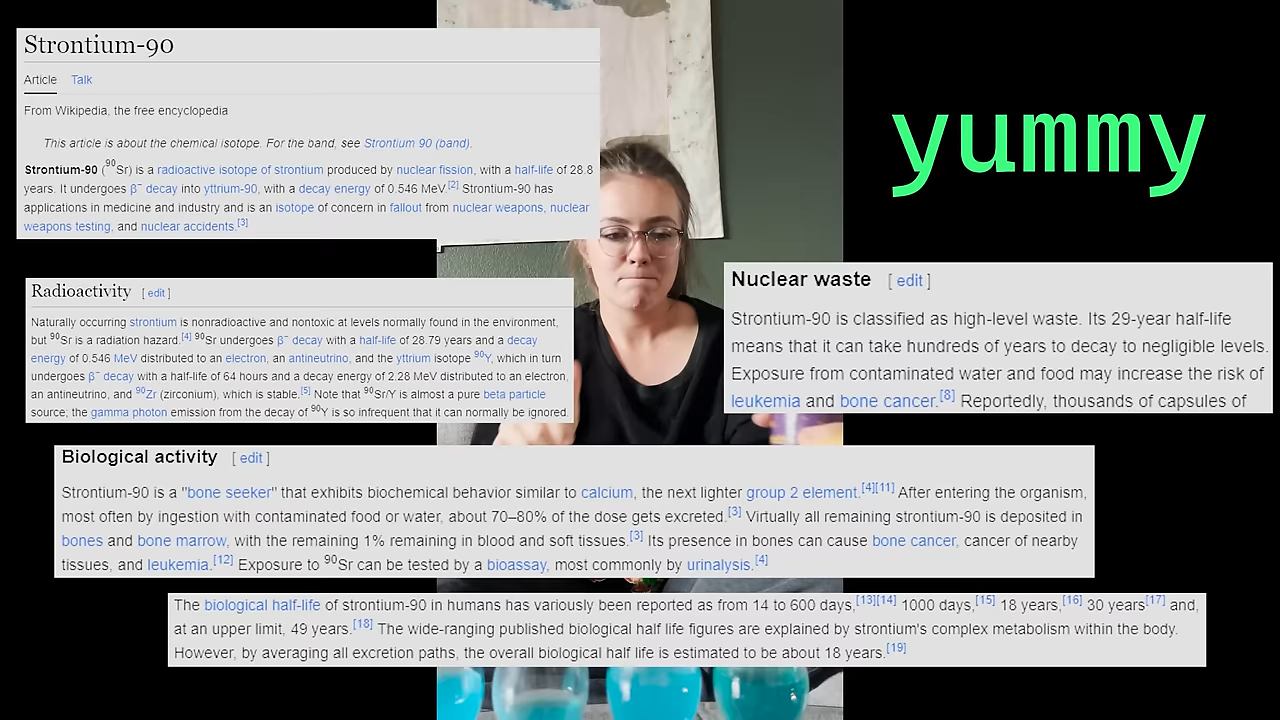 Strontium-90
Article Talk
From Wikipedia, the free encyclopedia
This article is about the chemical isotope. For the band, see Strontium 90 (band).
Strontium-90 (⁹⁰Sr) is a radioactive isotope of strontium produced by nuclear fission, with a half-life of 28.8
years. It undergoes β⁻ decay into yttrium-90, with a decay energy of 0.546 MeV.[2] Strontium-90 has
applications in medicine and industry and is an isotope of concern in fallout from nuclear weapons, nuclear
weapons testing, and nuclear accidents.[3]
yummy
Radioactivity [ edit ]
Naturally occurring strontium is nonradioactive and nontoxic at levels normally found in the environment,
but ⁹⁰Sr is a radiation hazard.[4] ⁹⁰Sr undergoes β⁻ decay with a half-life of 28.79 years and a decay
energy of 0.546 MeV distributed to an electron, an antineutrino, and the yttrium isotope ⁹⁰Y, which in turn
undergoes β⁻ decay with a half-life of 64 hours and a decay energy of 2.28 MeV distributed to an electron,
an antineutrino, and ⁹⁰Zr (zirconium), which is stable.[5] Note that ⁹⁰Sr/Y is almost a pure beta particle
source; the gamma photon emission from the decay of ⁹⁰Y is so infrequent that it can normally be ignored.
Nuclear waste [ edit ]
Strontium-90 is classified as high-level waste. Its 29-year half-life
means that it can take hundreds of years to decay to negligible levels.
Exposure from contaminated water and food may increase the risk of
leukemia and bone cancer.[8] Reportedly, thousands of capsules of
Biological activity [ edit ]
Strontium-90 is a "bone seeker" that exhibits biochemical behavior similar to calcium, the next lighter group 2 element.[4][11] After entering the organism,
most often by ingestion with contaminated food or water, about 70–80% of the dose gets excreted.[3] Virtually all remaining strontium-90 is deposited in
bones and bone marrow, with the remaining 1% remaining in blood and soft tissues.[3] Its presence in bones can cause bone cancer, cancer of nearby
tissues, and leukemia.[12] Exposure to ⁹⁰Sr can be tested by a bioassay, most commonly by urinalysis.[4]
The biological half-life of strontium-90 in humans has variously been reported as from 14 to 600 days,[13][14] 1000 days,[15] 18 years,[16] 30 years[17] and,
at an upper limit, 49 years.[18] The wide-ranging published biological half life figures are explained by strontium's complex metabolism within the body.
However, by averaging all excretion paths, the overall biological half life is estimated to be about 18 years.[19]